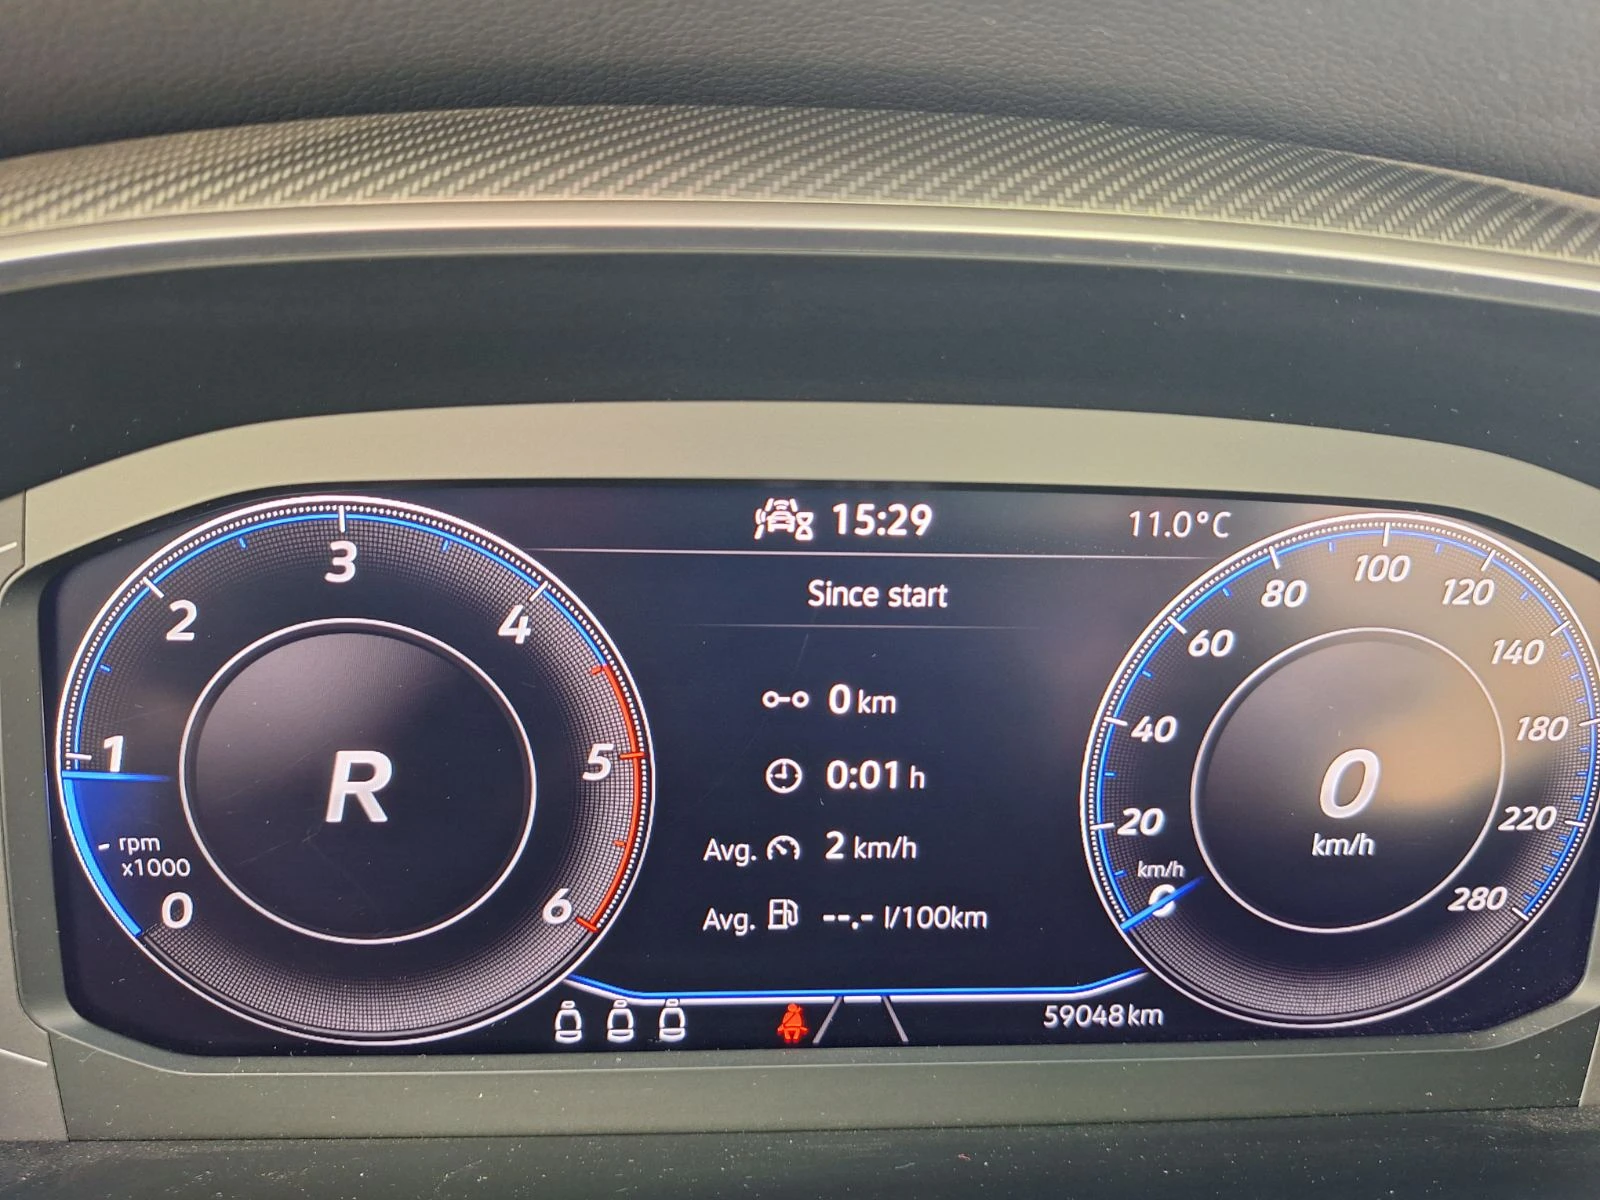 15:29
11.0°C
Since start
0 km
0:01 h
Avg. 2 km/h
Avg. --.- l/100km
59048 km
0
1
2
3
4
5
6
rpm
x1000
R
0
20
40
60
80
100
120
140
180
220
280
km/h
0
km/h